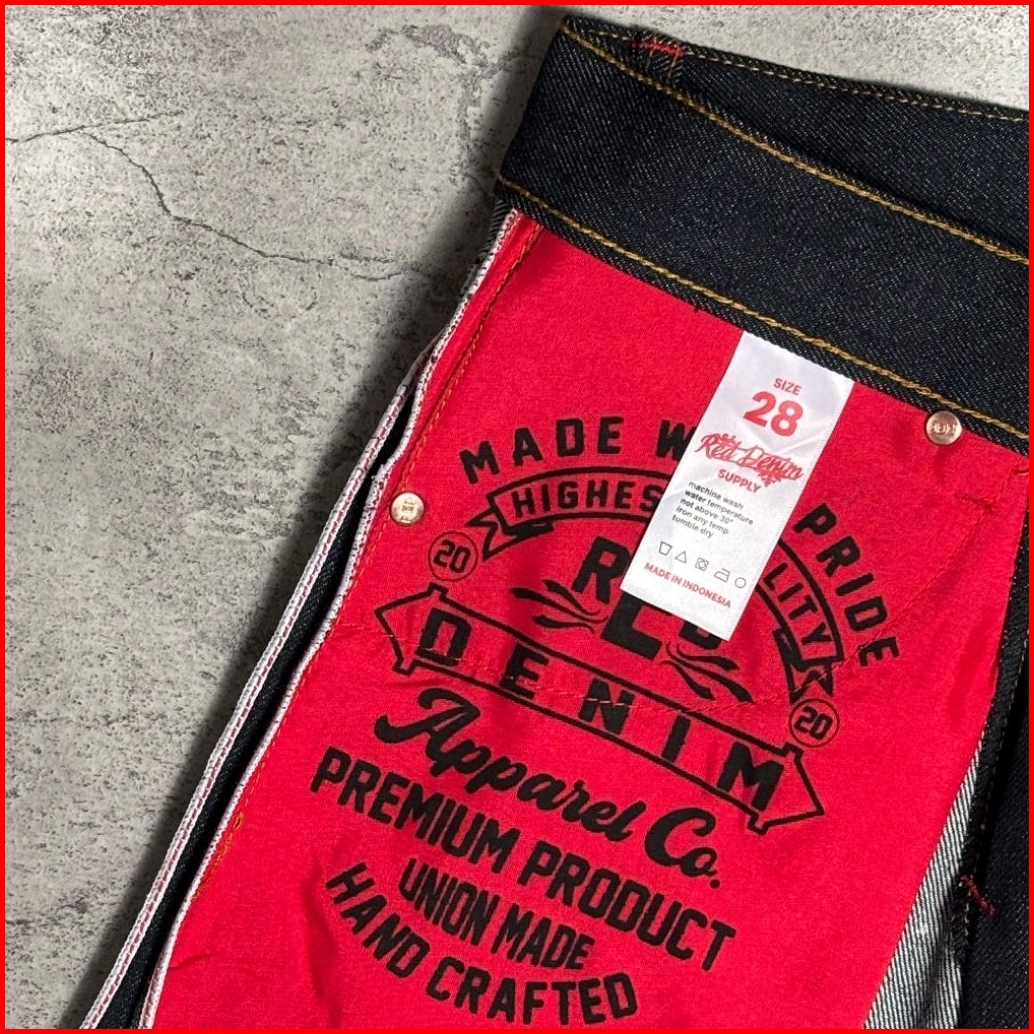 SIZE
28
Red Denim
SUPPLY
machine wash
water temperature
not above 30°
iron any temp
tumble dry
MADE IN INDONESIA
MADE W PRIDE
HIGHES LITY
20
RED
20
DENIM
Apparel Co.
PREMIUM PRODUCT
UNION MADE
HAND CRAFTED